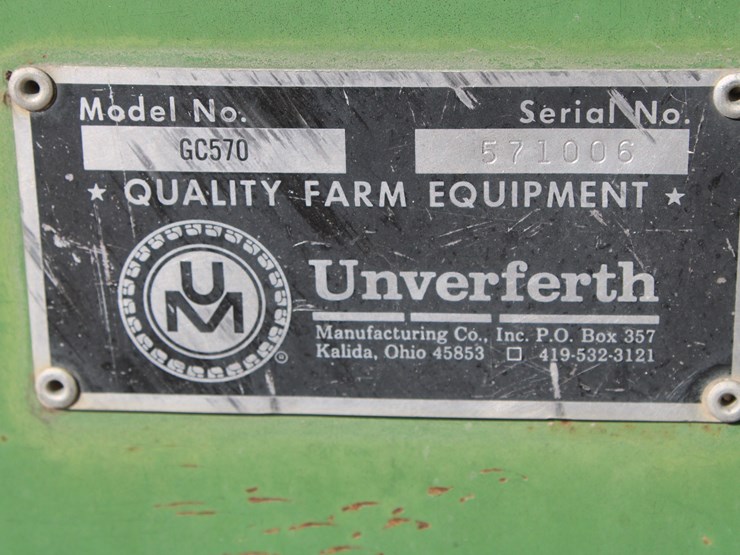 Model No. Serial No.
GC570 571006
★ QUALITY FARM EQUIPMENT ★
UM
®
Unverferth
Manufacturing Co., Inc. P.O. Box 357
Kalida, Ohio 45853 □ 419-532-3121